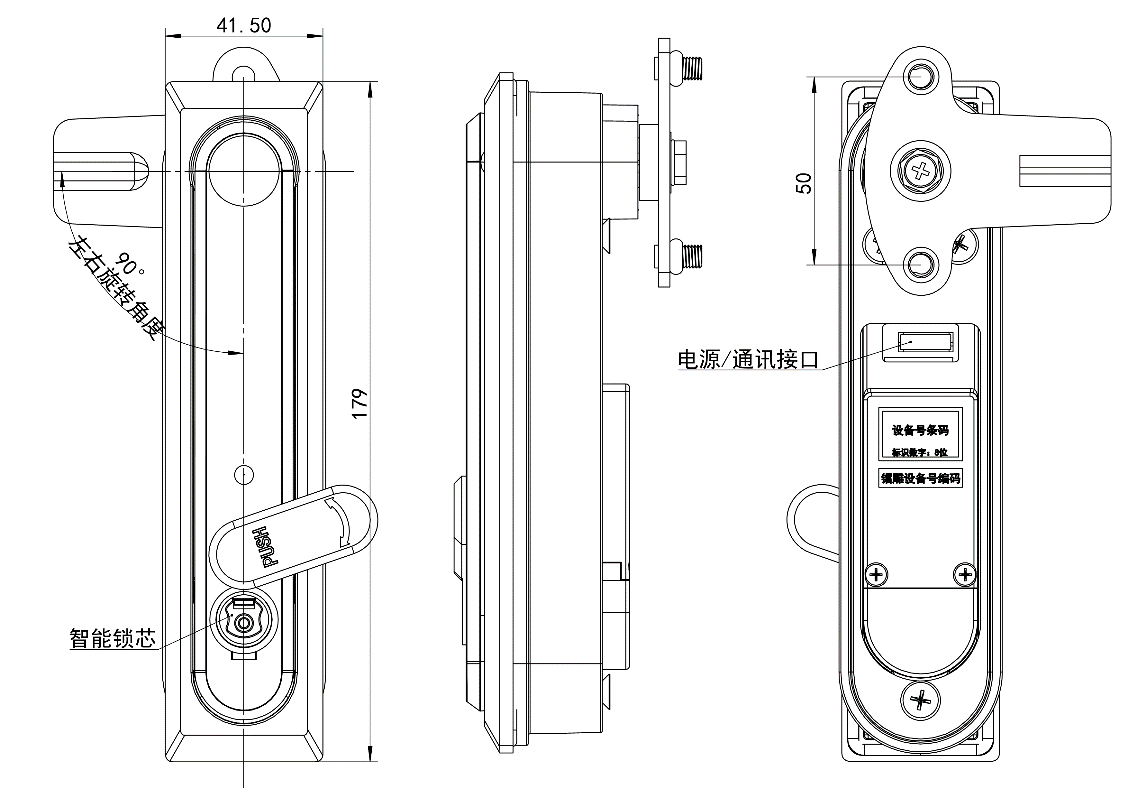 41.50
90°
左右旋转角度
179
PUSH
智能锁芯
50
电源/通讯接口
设备号条码
标识数字：8位
镭雕设备号编码